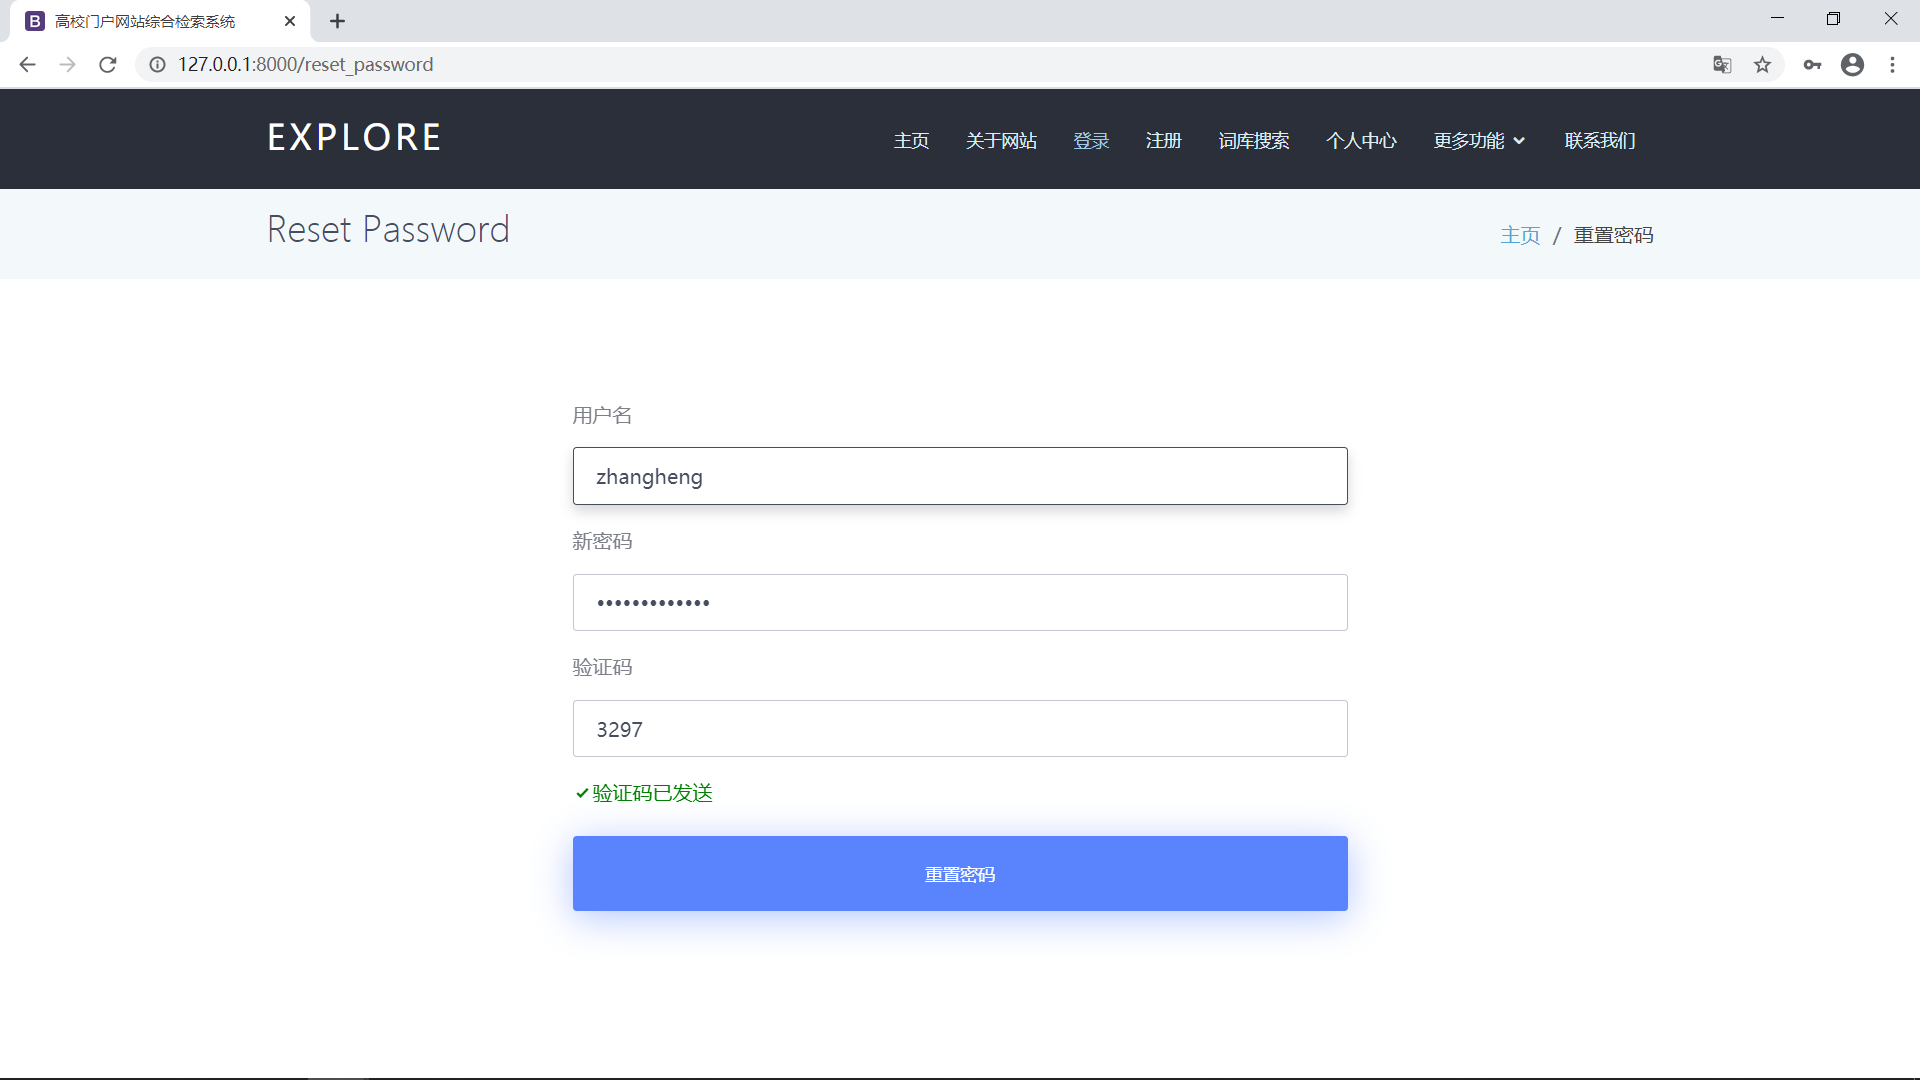 高校门户网站综合检索系统
127.0.0.1:8000/reset_password
EXPLORE
主页 关于网站 登录 注册 词库搜索 个人中心 更多功能 联系我们
Reset Password
主页 / 重置密码
用户名
zhangheng
新密码
•••••••••••••
验证码
3297
验证码已发送
重置密码